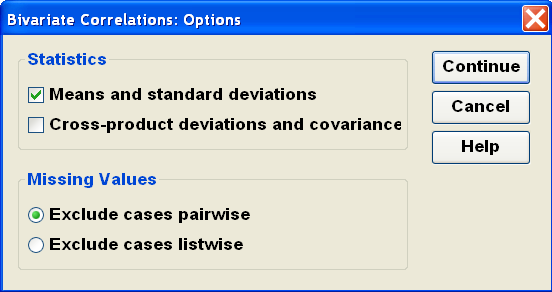 Bivariate Correlations: Options
Statistics
Means and standard deviations
Cross-product deviations and covariance
Missing Values
Exclude cases pairwise
Exclude cases listwise
Continue
Cancel
Help